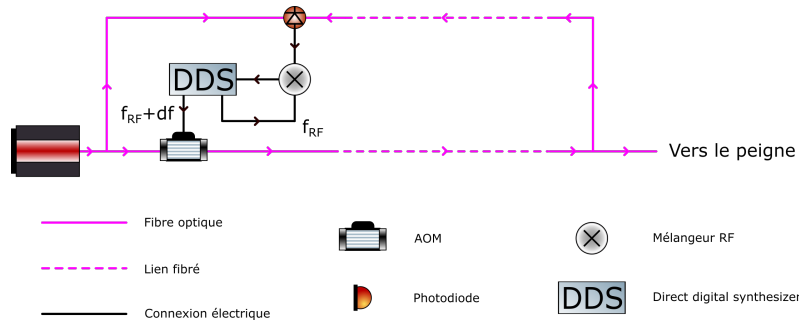 DDS
f_RF+df
f_RF
Vers le peigne
Fibre optique
AOM
Mélangeur RF
Lien fibré
Photodiode
DDS
Direct digital synthesizer
Connexion électrique